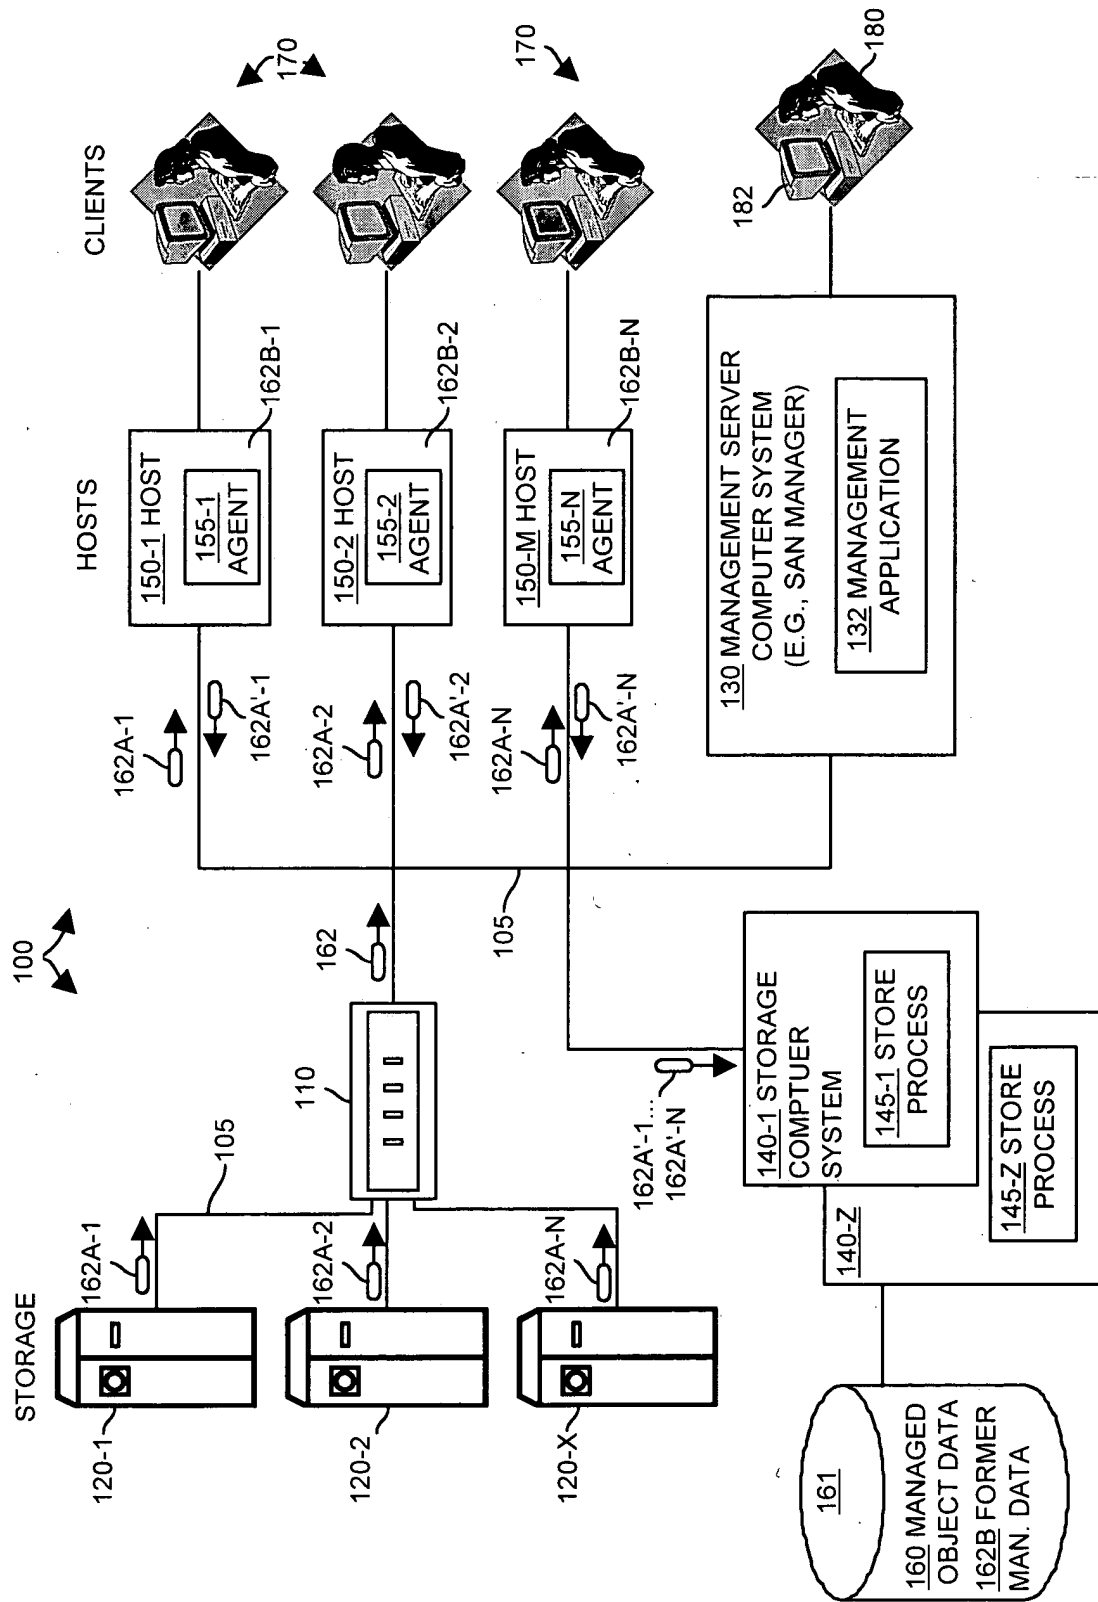 100
STORAGE
HOSTS
CLIENTS
120-1
162A-1
105
110
162
162A-1
162A'-1
150-1 HOST
155-1
AGENT
162B-1
170
120-2
162A-2
162A-2
162A'-2
150-2 HOST
155-2
AGENT
162B-2
120-X
162A-N
162A-N
162A'-N
150-M HOST
155-N
AGENT
162B-N
170
105
162A'-1...
162A'-N
140-1 STORAGE
COMPTUER
SYSTEM
145-1 STORE
PROCESS
140-Z
145-Z STORE
PROCESS
130 MANAGEMENT SERVER
COMPUTER SYSTEM
(E.G., SAN MANAGER)
132 MANAGEMENT
APPLICATION
182
180
161
160 MANAGED
OBJECT DATA
162B FORMER
MAN. DATA